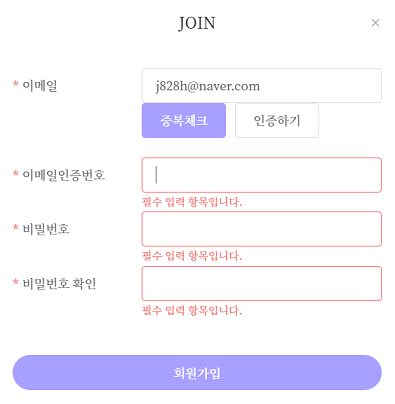 JOIN ×
* 이메일 j828h@naver.com
중복체크 인증하기
* 이메일인증번호
필수 입력 항목입니다.
* 비밀번호
필수 입력 항목입니다.
* 비밀번호 확인
필수 입력 항목입니다.
회원가입